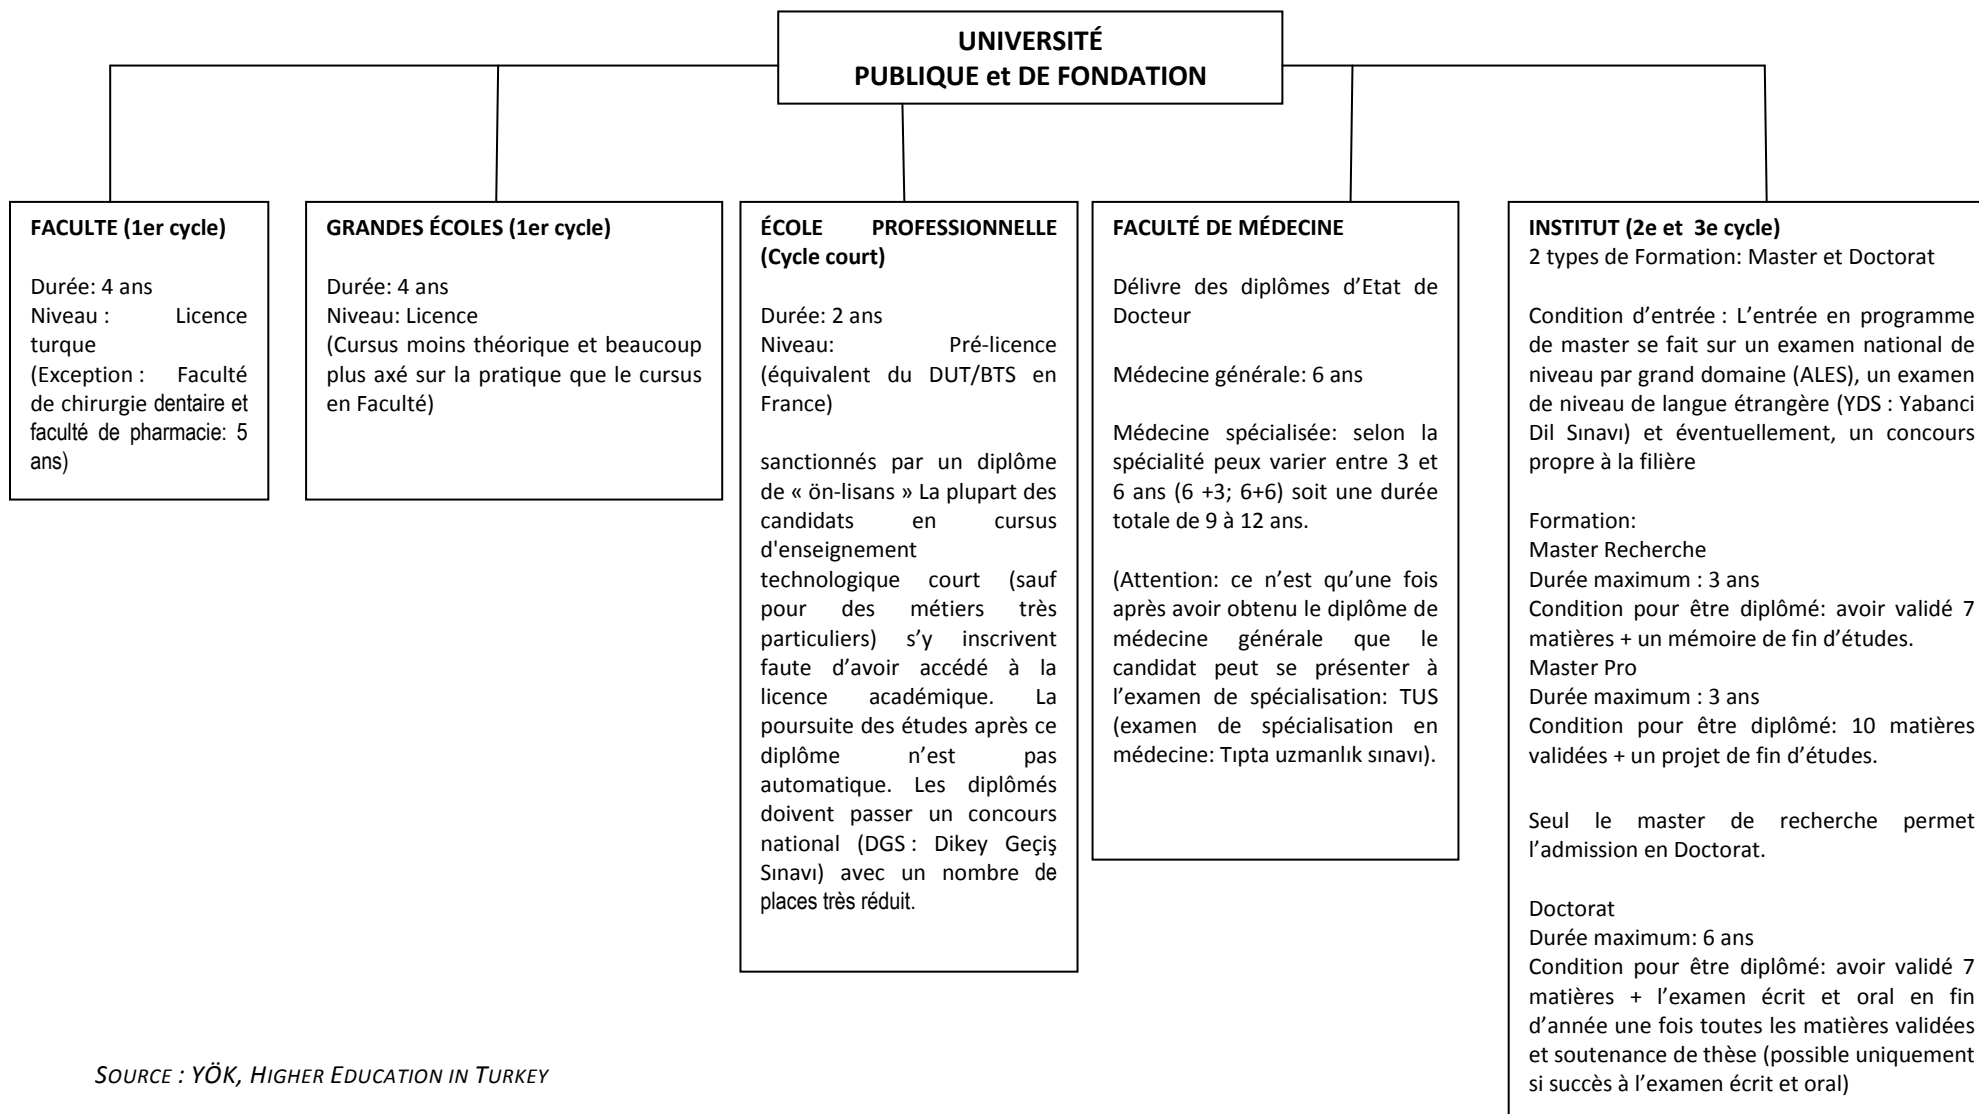 UNIVERSITÉ
PUBLIQUE et DE FONDATION
FACULTE (1er cycle)
Durée: 4 ans
Niveau : Licence
turque
(Exception : Faculté
de chirurgie dentaire et
faculté de pharmacie: 5
ans)
GRANDES ÉCOLES (1er cycle)
Durée: 4 ans
Niveau: Licence
(Cursus moins théorique et beaucoup
plus axé sur la pratique que le cursus
en Faculté)
ÉCOLE PROFESSIONNELLE
(Cycle court)
Durée: 2 ans
Niveau: Pré-licence
(équivalent du DUT/BTS en
France)
sanctionnés par un diplôme
de « ön-lisans » La plupart des
candidats en cursus
d'enseignement
technologique court (sauf
pour des métiers très
particuliers) s’y inscrivent
faute d’avoir accédé à la
licence académique. La
poursuite des études après ce
diplôme n’est pas
automatique. Les diplômés
doivent passer un concours
national (DGS : Dikey Geçiş
Sınavı) avec un nombre de
places très réduit.
FACULTÉ DE MÉDECINE
Délivre des diplômes d’Etat de
Docteur
Médecine générale: 6 ans
Médecine spécialisée: selon la
spécialité peux varier entre 3 et
6 ans (6 +3; 6+6) soit une durée
totale de 9 à 12 ans.
(Attention: ce n’est qu’une fois
après avoir obtenu le diplôme de
médecine générale que le
candidat peut se présenter à
l’examen de spécialisation: TUS
(examen de spécialisation en
médecine: Tıpta uzmanlık sınavı).
INSTITUT (2e et 3e cycle)
2 types de Formation: Master et Doctorat
Condition d’entrée : L’entrée en programme
de master se fait sur un examen national de
niveau par grand domaine (ALES), un examen
de niveau de langue étrangère (YDS : Yabanci
Dil Sınavı) et éventuellement, un concours
propre à la filière
Formation:
Master Recherche
Durée maximum : 3 ans
Condition pour être diplômé: avoir validé 7
matières + un mémoire de fin d’études.
Master Pro
Durée maximum : 3 ans
Condition pour être diplômé: 10 matières
validées + un projet de fin d’études.
Seul le master de recherche permet
l’admission en Doctorat.
Doctorat
Durée maximum: 6 ans
Condition pour être diplômé: avoir validé 7
matières + l’examen écrit et oral en fin
d’année une fois toutes les matières validées
et soutenance de thèse (possible uniquement
si succès à l’examen écrit et oral)
SOURCE : YÖK, HIGHER EDUCATION IN TURKEY